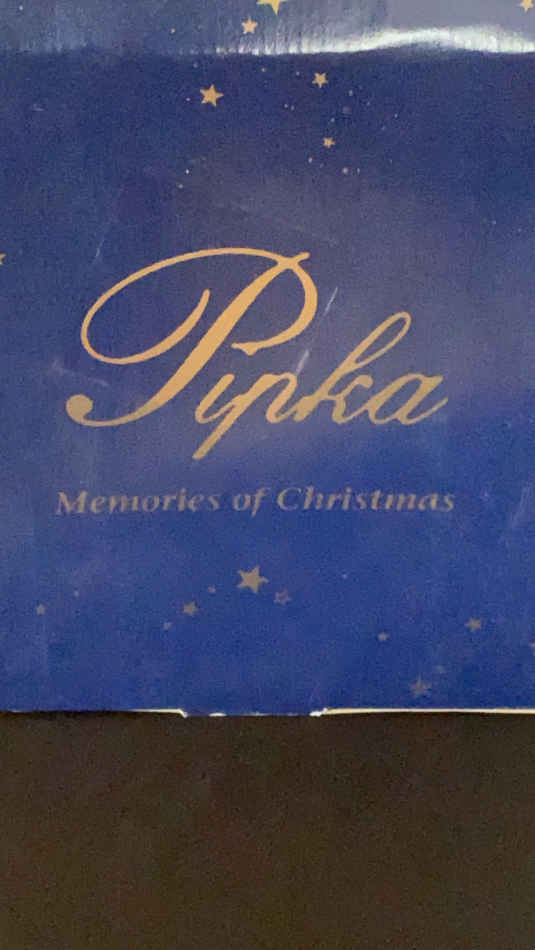 Pipka
Memories of Christmas